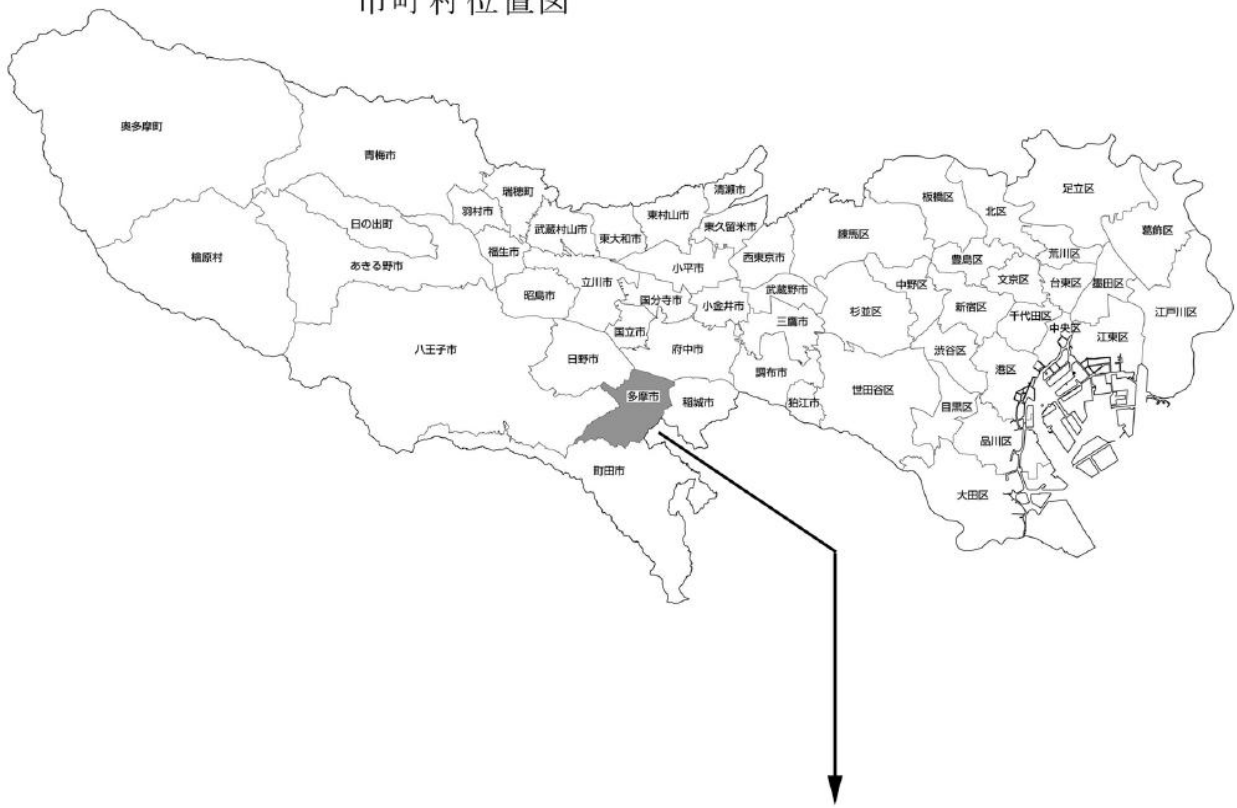 市町村位置図
奥多摩町
青梅市
瑞穂町
羽村市
日の出町
檜原村
あきる野市
福生市
武蔵村山市
東大和市
東村山市
清瀬市
東久留米市
西東京市
小平市
立川市
昭島市
国分寺市
小金井市
武蔵野市
三鷹市
国立市
府中市
調布市
狛江市
八王子市
日野市
多摩市
稲城市
町田市
板橋区
北区
足立区
葛飾区
練馬区
豊島区
荒川区
中野区
文京区
台東区
墨田区
杉並区
新宿区
千代田区
中央区
江東区
江戸川区
渋谷区
港区
世田谷区
目黒区
品川区
大田区